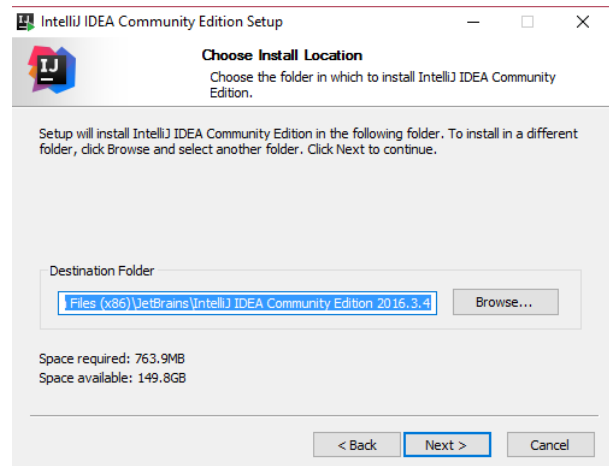 IntelliJ IDEA Community Edition Setup
IJ
Choose Install Location
Choose the folder in which to install IntelliJ IDEA Community
Edition.
Setup will install IntelliJ IDEA Community Edition in the following folder. To install in a different
folder, click Browse and select another folder. Click Next to continue.
Destination Folder
Files (x86)\JetBrains\IntelliJ IDEA Community Edition 2016.3.4
Browse...
Space required: 763.9MB
Space available: 149.8GB
< Back
Next >
Cancel